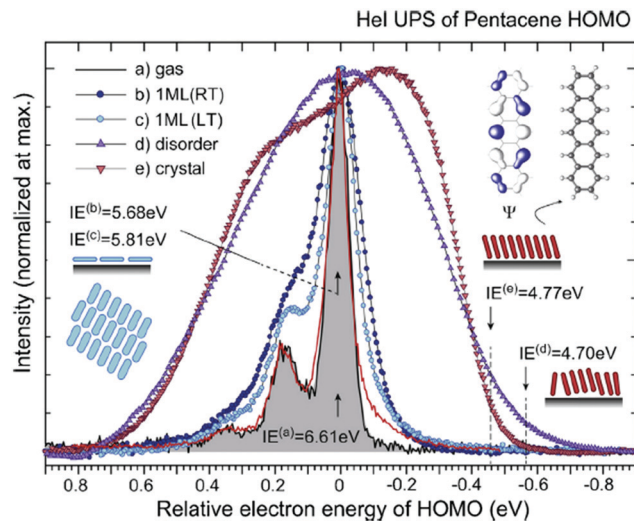 HeI UPS of Pentacene HOMO
a) gas
b) 1ML(RT)
c) 1ML(LT)
d) disorder
e) crystal
IE(b)=5.68eV
IE(c)=5.81eV
Ψ
IE(e)=4.77eV
IE(d)=4.70eV
IE(a)=6.61eV
Intensity (normalized at max.)
0.8 0.6 0.4 0.2 0 -0.2 -0.4 -0.6 -0.8
Relative electron energy of HOMO (eV)